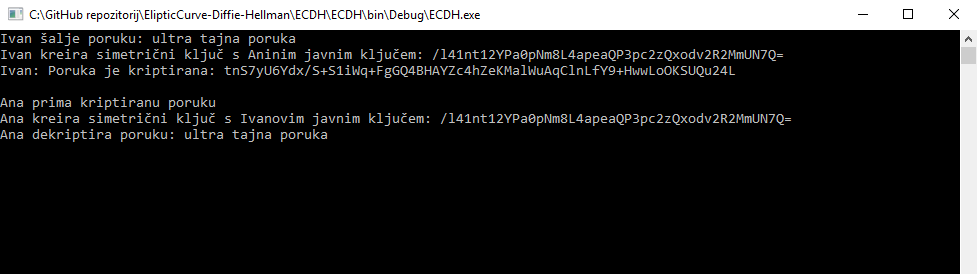 C:\GitHub repozitorij\ElipticCurve-Diffie-Hellman\ECDH\ECDH\bin\Debug\ECDH.exe
Ivan šalje poruku: ultra tajna poruka
Ivan kreira simetrični ključ s Aninim javnim ključem: /l41nt12YPa0pNm8L4apeaQP3pc2zQxodv2R2MmUN7Q=
Ivan: Poruka je kriptirana: tnS7yU6Ydx/S+S1iWq+FgGQ4BHAYZc4hZeKMalWuAqClnLfY9+HwwLoOKSUQu24L
Ana prima kriptiranu poruku
Ana kreira simetrični ključ s Ivanovim javnim ključem: /l41nt12YPa0pNm8L4apeaQP3pc2zQxodv2R2MmUN7Q=
Ana dekriptira poruku: ultra tajna poruka